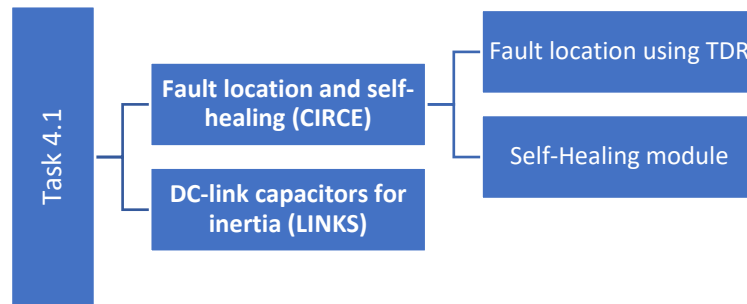 Task 4.1
Fault location and self-
healing (CIRCE)
DC-link capacitors for
inertia (LINKS)
Fault location using TDR
Self-Healing module